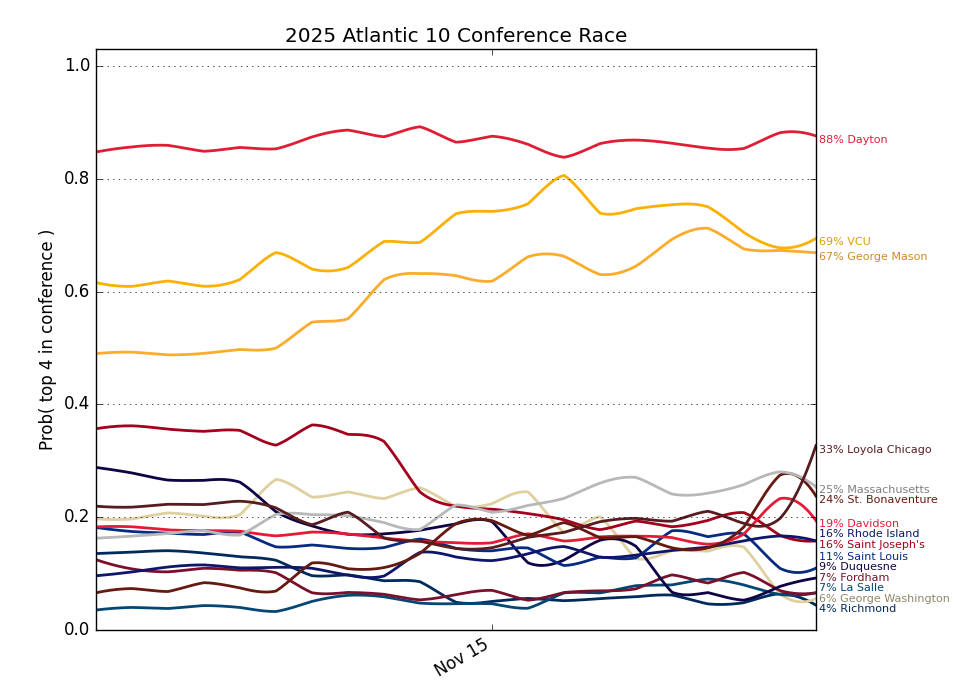 2025 Atlantic 10 Conference Race
Prob( top 4 in conference )
1.0
0.8
0.6
0.4
0.2
0.0
Nov 15
88% Dayton
69% VCU
67% George Mason
33% Loyola Chicago
25% Massachusetts
24% St. Bonaventure
19% Davidson
16% Rhode Island
16% Saint Joseph's
11% Saint Louis
9% Duquesne
7% Fordham
7% La Salle
6% George Washington
4% Richmond